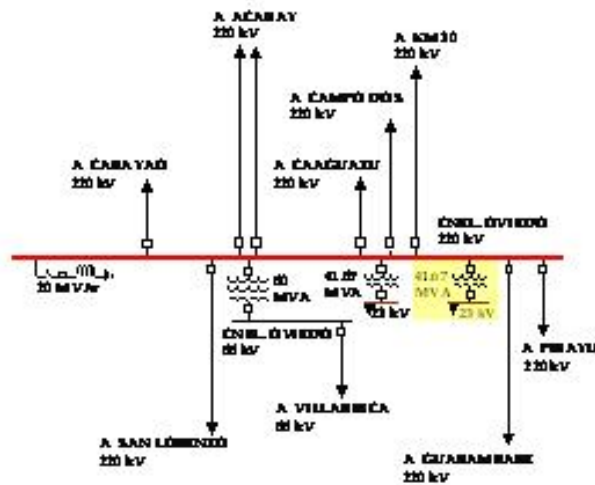 A ACARAY
220 kV
A KM30
220 kV
A CAMPO DOS
220 kV
A CARAYAO
220 kV
A CAAGUAZU
220 kV
CNEL. OVIEDO
220 kV
20 MVAr
60
MVA
41.67
MVA
23 kV
41.67
MVA
23 kV
CNEL. OVIEDO
66 kV
A PIRAYU
220 kV
A VILLARRICA
66 kV
A SAN LORENZO
220 kV
A GUARAMBARE
220 kV